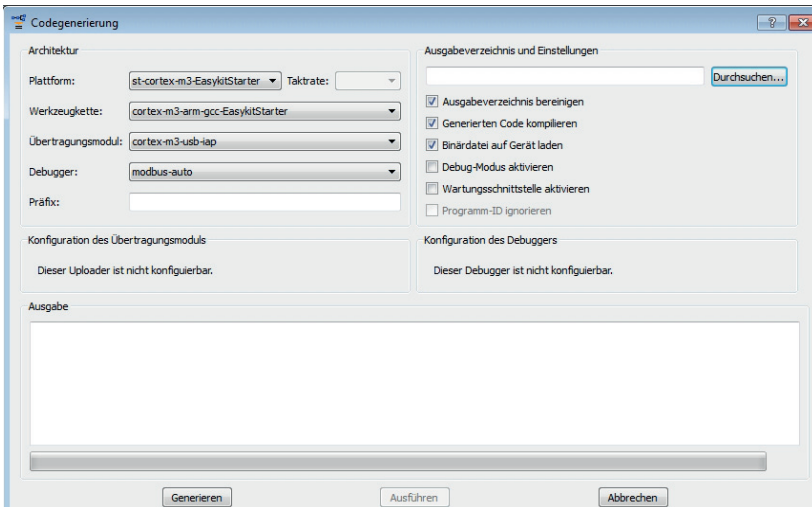 Codegenerierung
Architektur
Plattform: st-cortex-m3-EasykitStarter Taktrate:
Werkzeugkette: cortex-m3-arm-gcc-EasykitStarter
Übertragungsmodul: cortex-m3-usb-iap
Debugger: modbus-auto
Präfix:
Ausgabeverzeichnis und Einstellungen
Durchsuchen...
Ausgabeverzeichnis bereinigen
Generierten Code kompilieren
Binärdatei auf Gerät laden
Debug-Modus aktivieren
Wartungsschnittstelle aktivieren
Programm-ID ignorieren
Konfiguration des Übertragungsmoduls
Dieser Uploader ist nicht konfiguierbar.
Konfiguration des Debuggers
Dieser Debugger ist nicht konfiguierbar.
Ausgabe
Generieren Ausführen Abbrechen